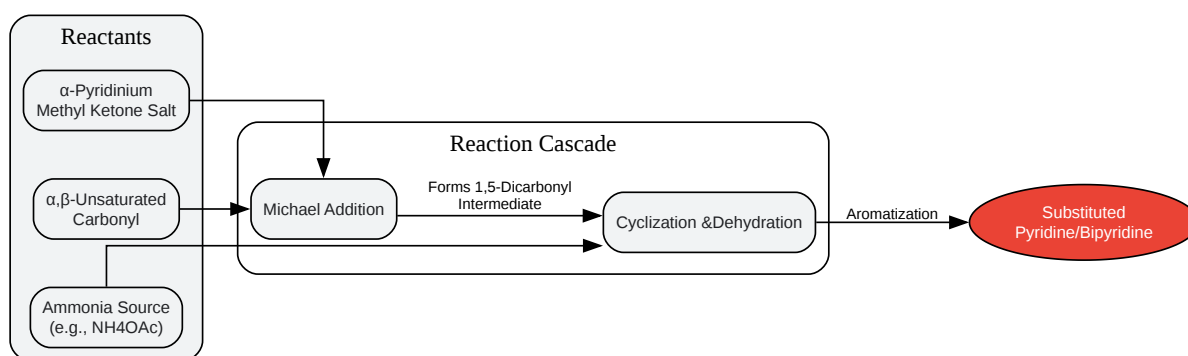 Reactants
α-Pyridinium
Methyl Ketone Salt
α,β-Unsaturated
Carbonyl
Ammonia Source
(e.g., NH4OAc)
Reaction Cascade
Michael Addition
Forms 1,5-Dicarbonyl
Intermediate
Cyclization &Dehydration
Aromatization
Substituted
Pyridine/Bipyridine